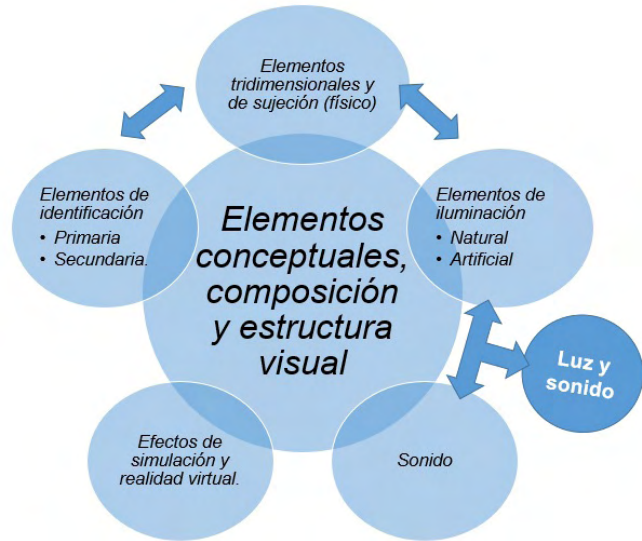 Elementos
tridimensionales y
de sujeción (físico)
Elementos de
identificación
• Primaria
• Secundaria.
Elementos de
iluminación
• Natural
• Artificial
Elementos
conceptuales,
composición
y estructura
visual
Luz y
sonido
Efectos de
simulación y
realidad virtual.
Sonido